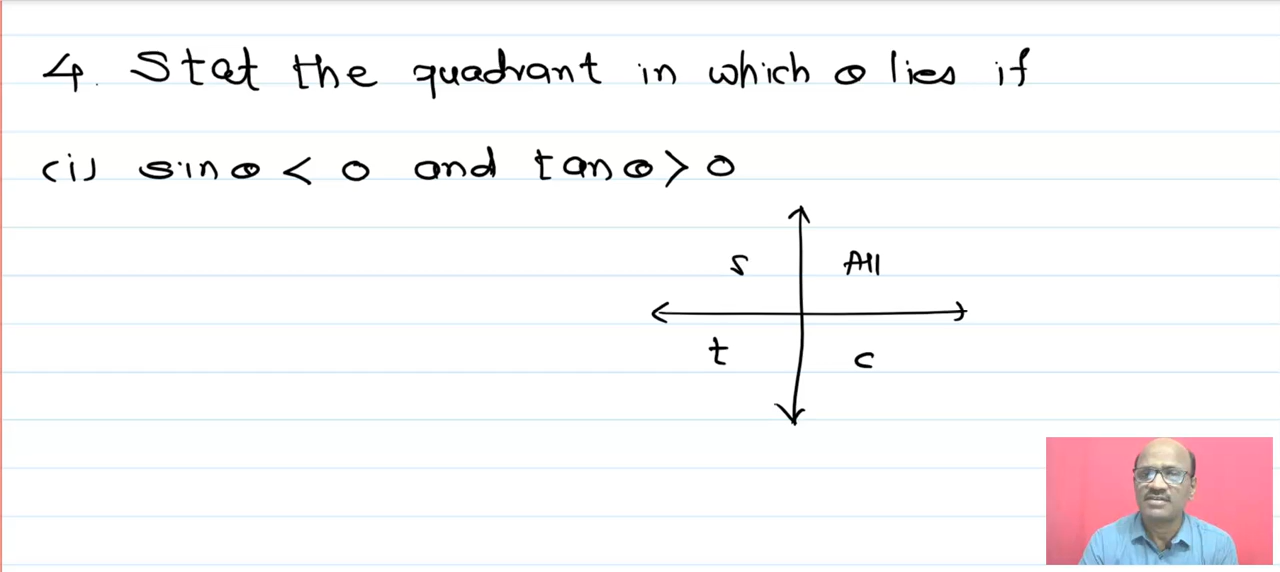 4. Stat the quadrant in which θ lies if
(i) sinθ < 0 and tanθ > 0
S All
t c